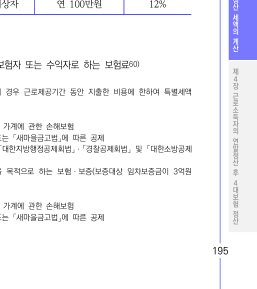 상자
연 100만원
12%
보험자 또는 수익자로 하는 보험료60)
경우 근로제공기간 동안 지출한 비용에 한하여 특별세액
가계에 관한 손해보험
또는 「새마을금고법」에 따른 공제
「대한지방행정공제회법」·「경찰공제회법」 및 「대한소방공제
목적으로 하는 보험·보증(보증대상 임차보증금이 3억원
가계에 관한 손해보험
또는 「새마을금고법」에 따른 공제
세액의 계산
제4장 근로소득자의 연말정산 후 4대보험 정산
195